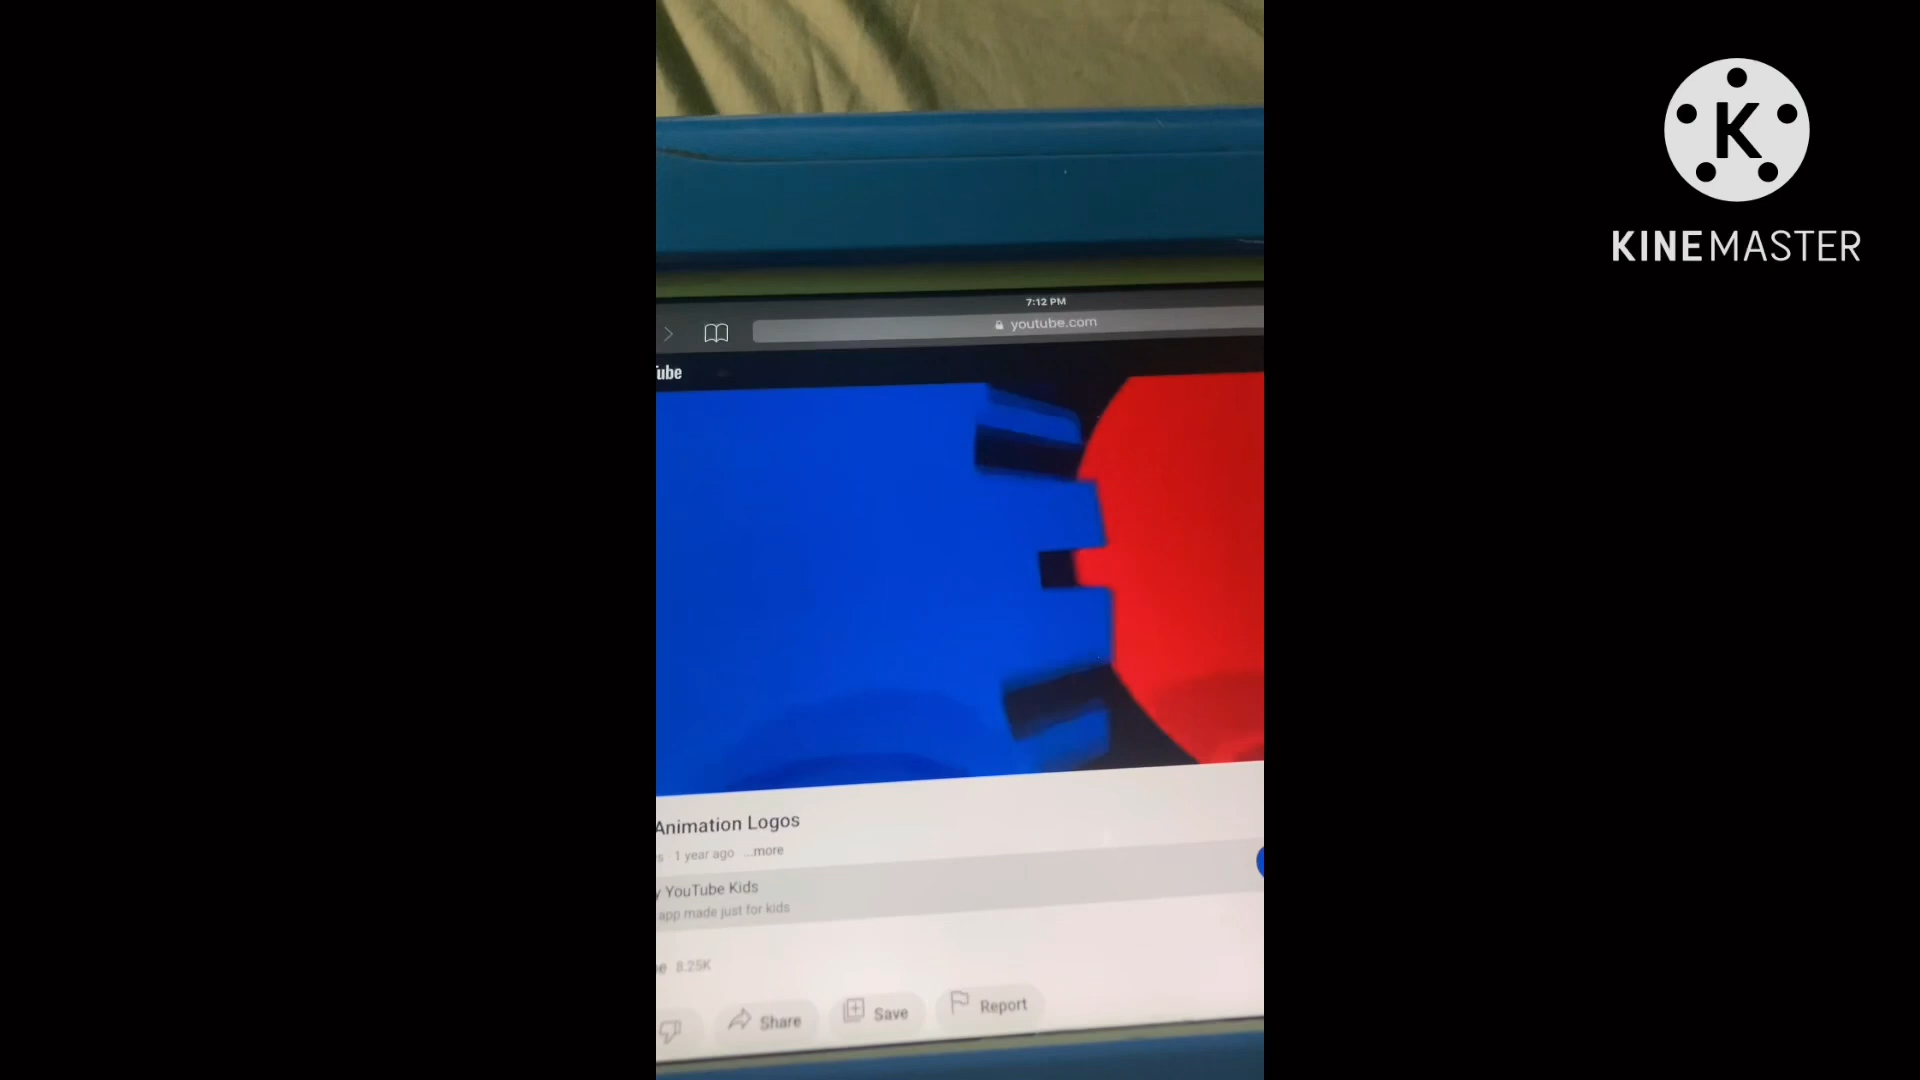 K
KINEMASTER
7:12 PM
youtube.com
Tube
Animation Logos
s · 1 year ago ...more
y YouTube Kids
app made just for kids
e 8.25K
Share
Save
Report